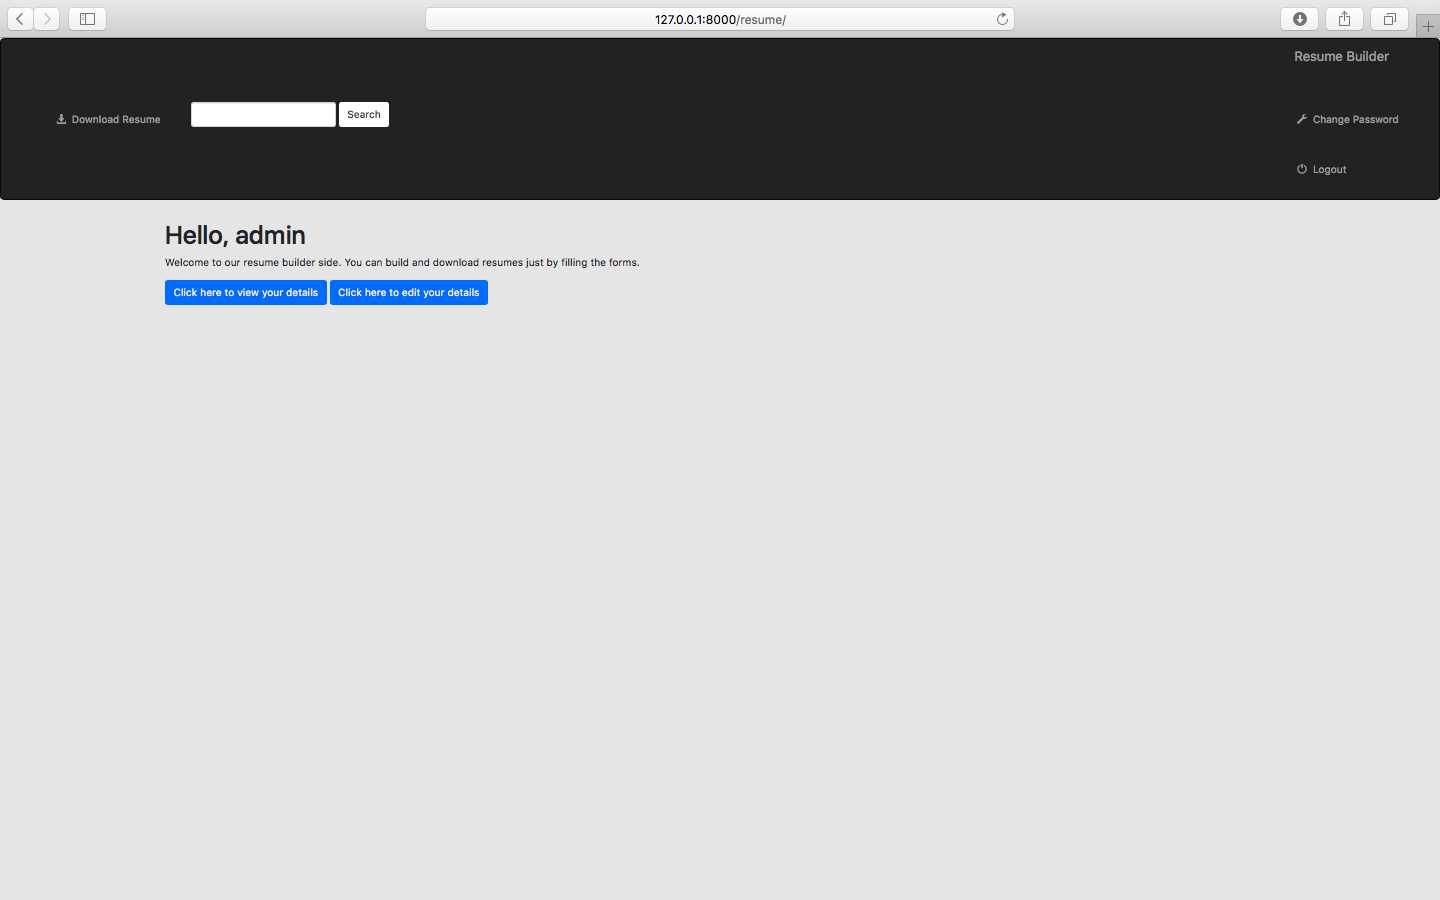 127.0.0.1:8000/resume/
Resume Builder
Download Resume
Search
Change Password
Logout
Hello, admin
Welcome to our resume builder side. You can build and download resumes just by filling the forms.
Click here to view your details
Click here to edit your details